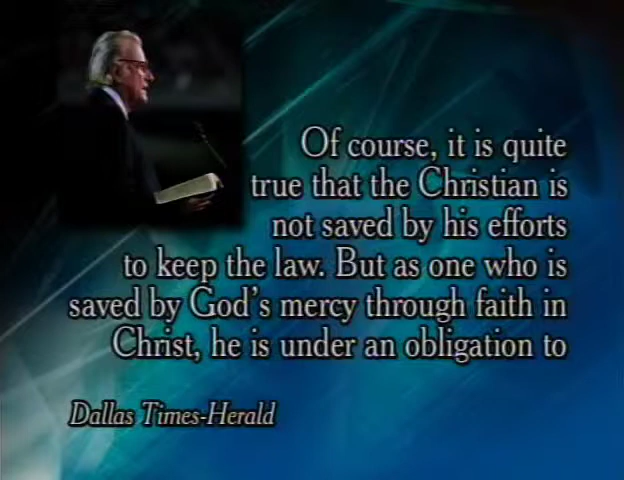 Of course, it is quite
true that the Christian is
not saved by his efforts
to keep the law. But as one who is
saved by God's mercy through faith in
Christ, he is under an obligation to
Dallas Times-Herald